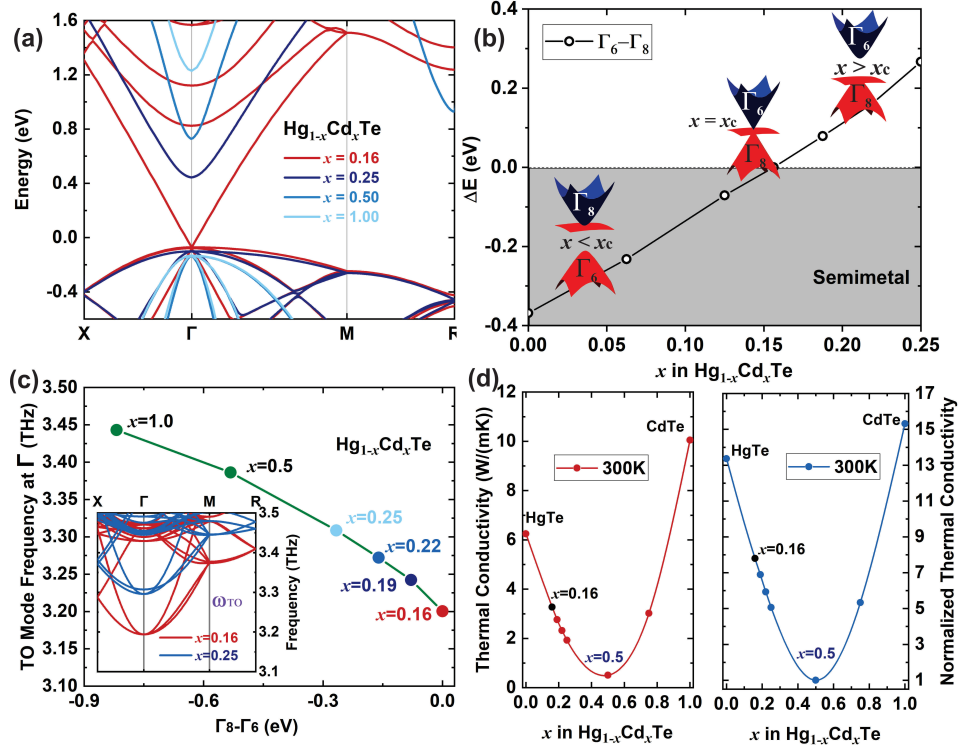 (a)
1.6
1.2
0.8
0.4
0.0
-0.4
Energy (eV)
Hg1-xCdxTe
x = 0.16
x = 0.25
x = 0.50
x = 1.00
X Γ M R
(b)
0.4
0.2
0.0
-0.2
-0.4
ΔE (eV)
Γ6−Γ8
Γ6
x > xc
Γ8
Γ6
x = xc
Γ8
Γ8
x < xc
Γ6
Semimetal
0.00 0.05 0.10 0.15 0.20 0.25
x in Hg1-xCdxTe
(c)
3.50
3.45
3.40
3.35
3.30
3.25
3.20
3.15
3.10
TO Mode Frequency at Γ (THz)
x=1.0
Hg1-xCdxTe
x=0.5
x=0.25
x=0.22
x=0.19
x=0.16
X Γ M R
3.5
3.4
3.3
3.2
3.1
Frequency (THz)
ωTO
x=0.16
x=0.25
-0.9 -0.6 -0.3 0.0
Γ8-Γ6 (eV)
(d)
12
10
8
6
4
2
0
Thermal Conductivity (W/(mK))
CdTe
300K
HgTe
x=0.16
x=0.5
0.0 0.2 0.4 0.6 0.8 1.0
x in Hg1-xCdxTe
CdTe
HgTe
300K
x=0.16
x=0.5
0.0 0.2 0.4 0.6 0.8 1.0
x in Hg1-xCdxTe
17
15
13
11
9
8
7
6
5
4
3
2
1
Normalized Thermal Conductivity